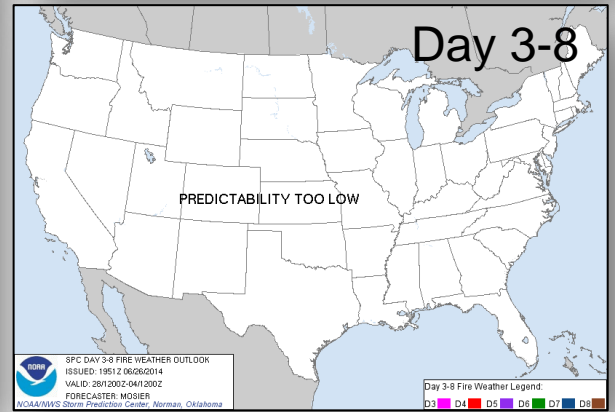 Day 3-8
PREDICTABILITY TOO LOW
NOAA
SPC DAY 3-8 FIRE WEATHER OUTLOOK
ISSUED: 1951Z 06/26/2014
VALID: 28/1200Z-04/1200Z
FORECASTER: MOSIER
NOAA/NWS Storm Prediction Center, Norman, Oklahoma
Day 3-8 Fire Weather Legend:
D3 D4 D5 D6 D7 D8